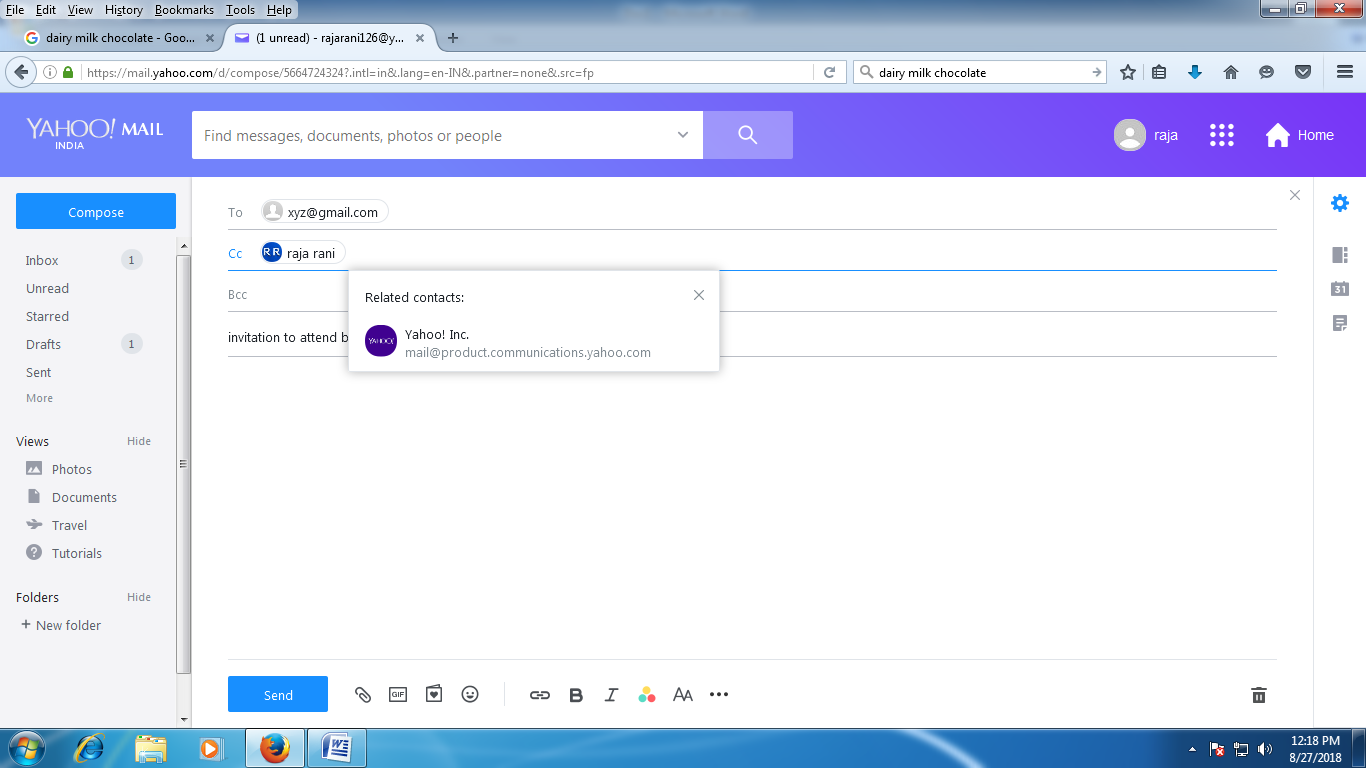 File Edit View History Bookmarks Tools Help
dairy milk chocolate - Goo...
(1 unread) - rajarani126@y...
https://mail.yahoo.com/d/compose/5664724324?.intl=in&.lang=en-IN&.partner=none&.src=fp
dairy milk chocolate
YAHOO! MAIL
INDIA
Find messages, documents, photos or people
raja
Home
Compose
Inbox 1
Unread
Starred
Drafts 1
Sent
More
Views Hide
Photos
Documents
Travel
Tutorials
Folders Hide
+ New folder
To xyz@gmail.com
Cc RR raja rani
Bcc
invitation to attend b
Related contacts:
YAHOO!
Yahoo! Inc.
mail@product.communications.yahoo.com
31
Send
GIF
B I AA
12:18 PM
8/27/2018